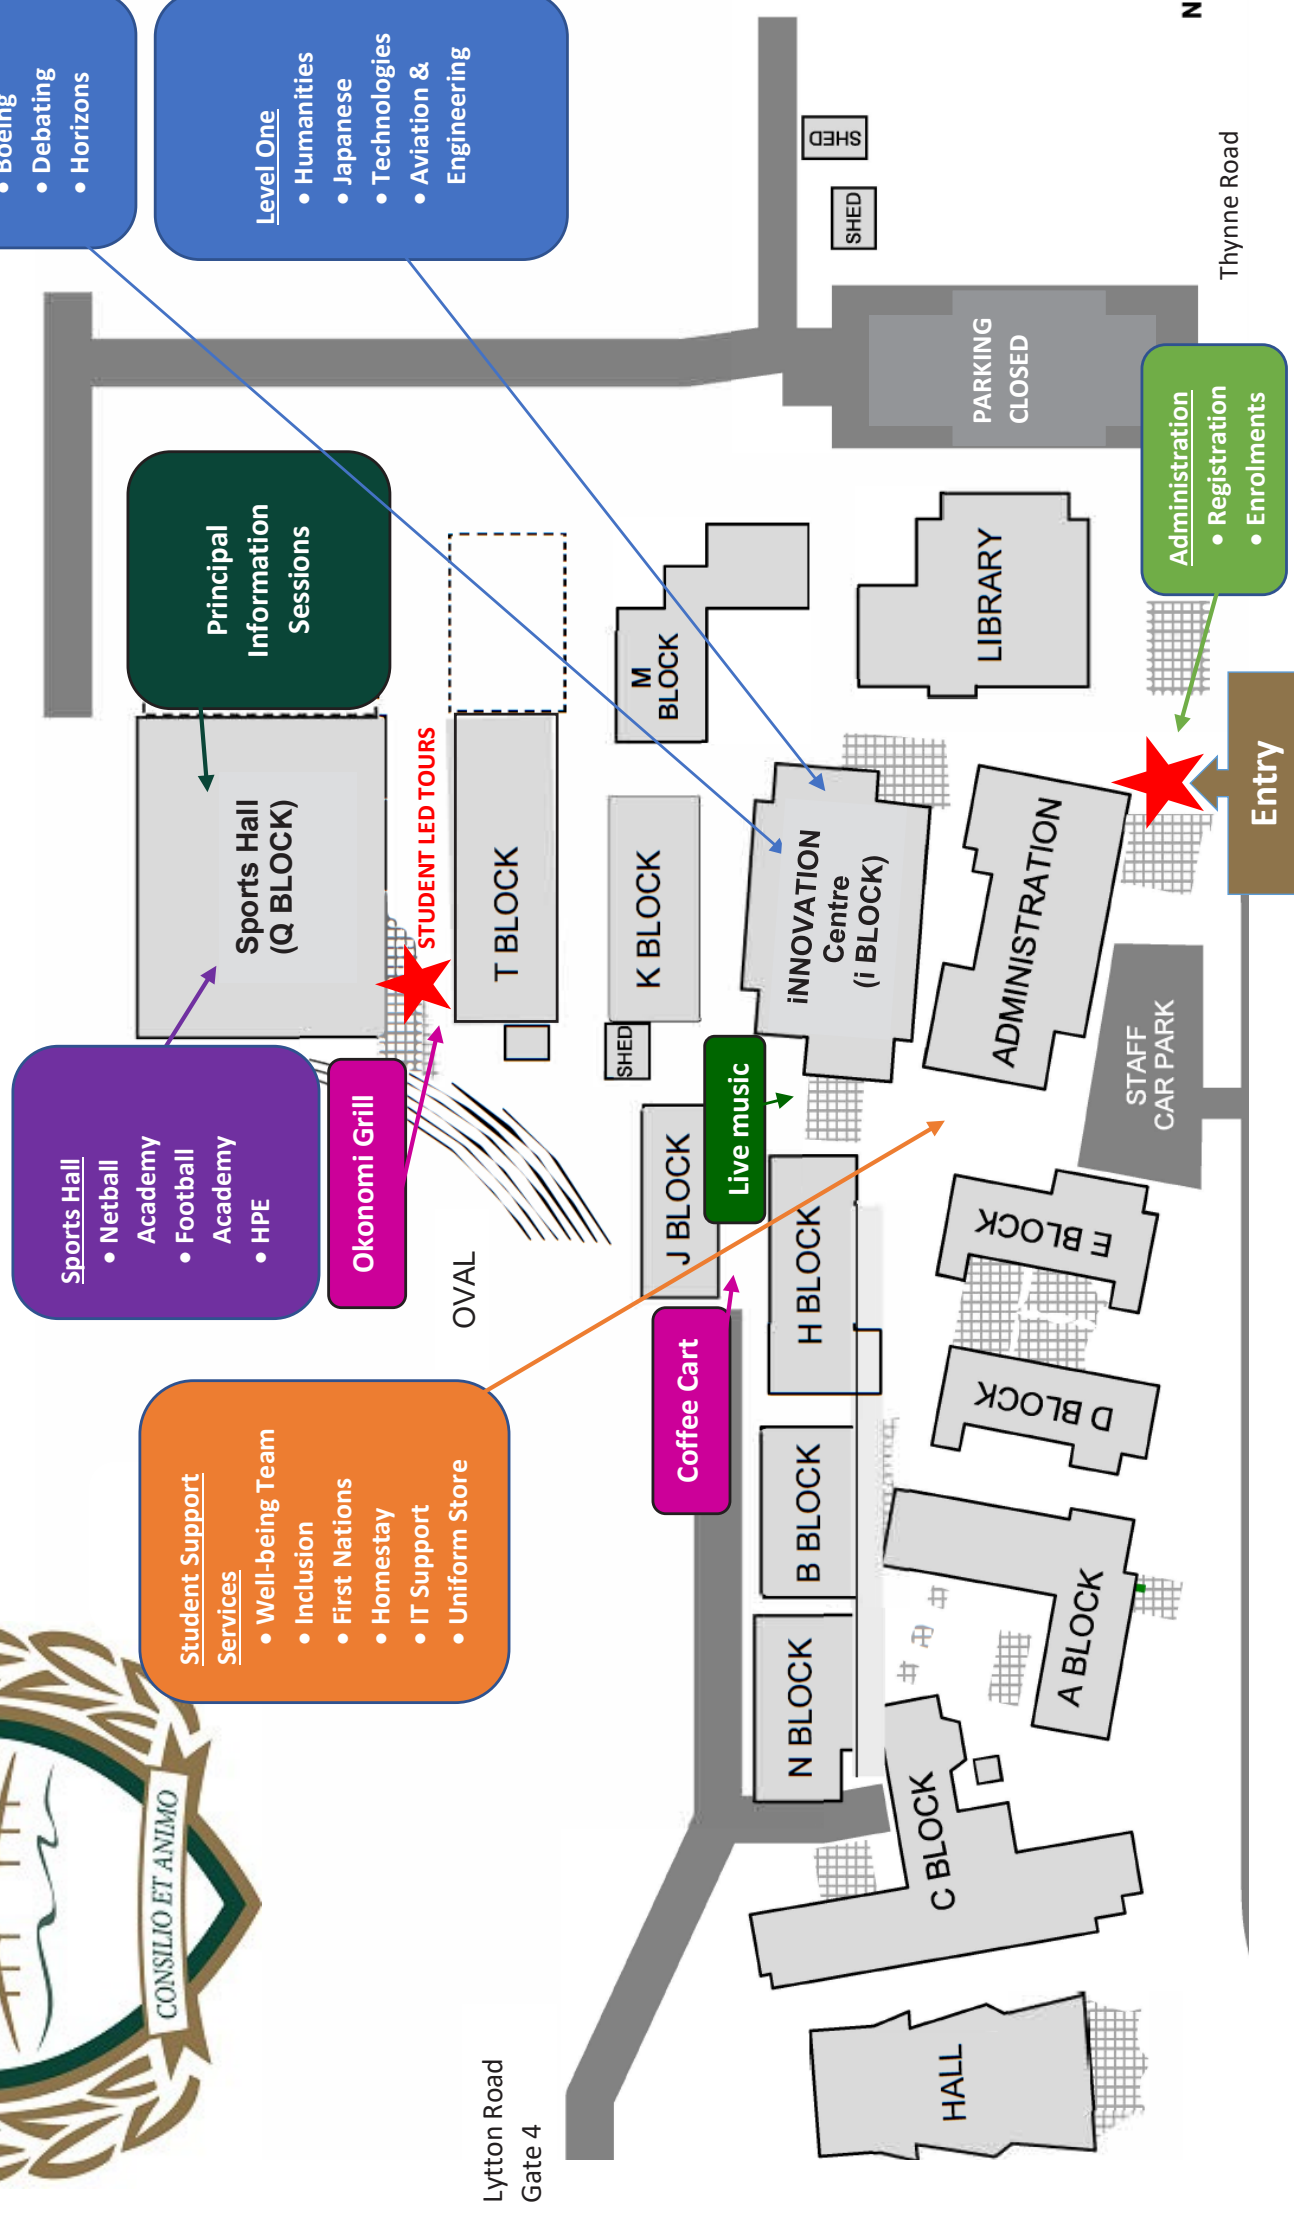 • Boeing
• Debating
• Horizons
Level One
• Humanities
• Japanese
• Technologies
• Aviation &
Engineering
Principal
Information
Sessions
Sports Hall
• Netball
Academy
• Football
Academy
• HPE
Okonomi Grill
Sports Hall
(Q BLOCK)
STUDENT LED TOURS
T BLOCK
K BLOCK
SHED
M
BLOCK
SHED
SHED
PARKING
CLOSED
Thynne Road
N
LIBRARY
Administration
• Registration
• Enrolments
Entry
iNNOVATION
Centre
(i BLOCK)
ADMINISTRATION
STAFF
CAR PARK
OVAL
J BLOCK
Live music
H BLOCK
Coffee Cart
Student Support
Services
• Well-being Team
• Inclusion
• First Nations
• Homestay
• IT Support
• Uniform Store
E BLOCK
D BLOCK
B BLOCK
N BLOCK
A BLOCK
C BLOCK
HALL
CONSILIO ET ANIMO
Lytton Road
Gate 4